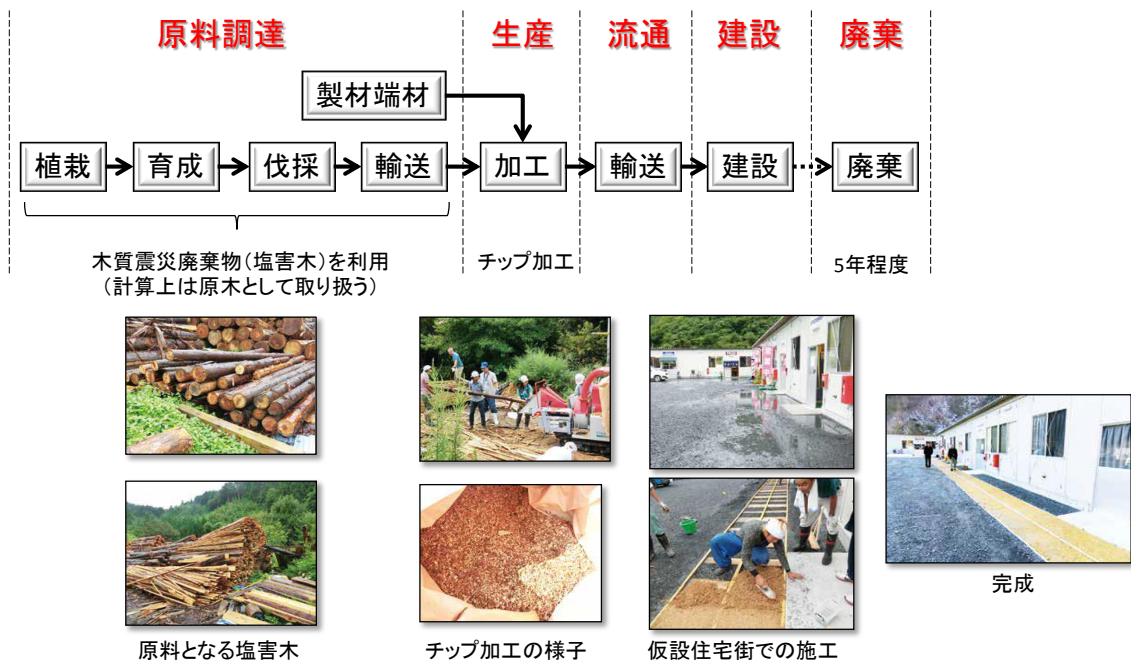 原料調達
生産
流通
建設
廃棄
製材端材
植栽
育成
伐採
輸送
加工
輸送
建設
廃棄
木質震災廃棄物(塩害木)を利用
(計算上は原木として取り扱う)
チップ加工
5年程度
原料となる塩害木
チップ加工の様子
仮設住宅街での施工
完成